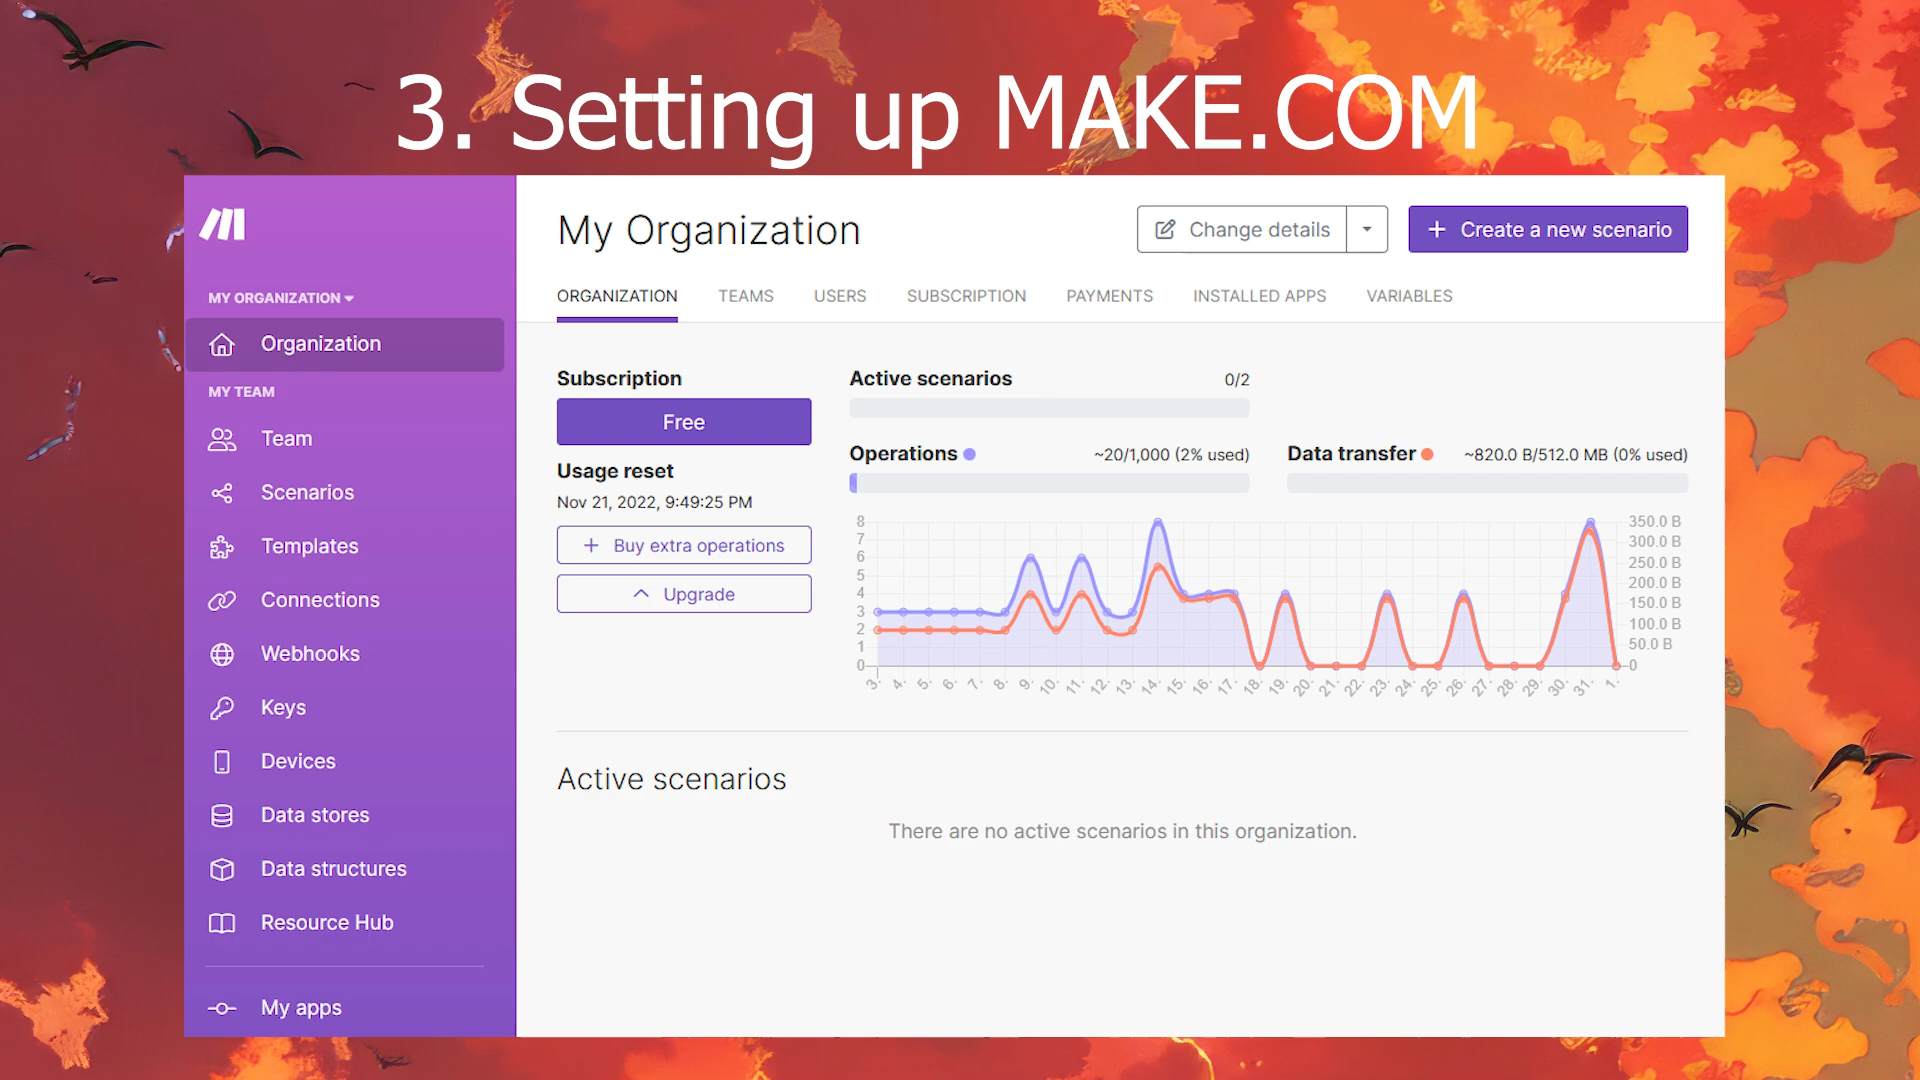 3. Setting up MAKE.COM
MY ORGANIZATION
Organization
MY TEAM
Team
Scenarios
Templates
Connections
Webhooks
Keys
Devices
Data stores
Data structures
Resource Hub
My apps
My Organization
Change details
+ Create a new scenario
ORGANIZATION TEAMS USERS SUBSCRIPTION PAYMENTS INSTALLED APPS VARIABLES
Subscription
Free
Usage reset
Nov 21, 2022, 9:49:25 PM
+ Buy extra operations
Upgrade
Active scenarios 0/2
Operations ~20/1,000 (2% used)
Data transfer ~820.0 B/512.0 MB (0% used)
8
7
6
5
4
3
2
1
0
350.0 B
300.0 B
250.0 B
200.0 B
150.0 B
100.0 B
50.0 B
0
3. 4. 5. 6. 7. 8. 9. 10. 11. 12. 13. 14. 15. 16. 17. 18. 19. 20. 21. 22. 23. 24. 25. 26. 27. 28. 29. 30. 31. 1.
Active scenarios
There are no active scenarios in this organization.